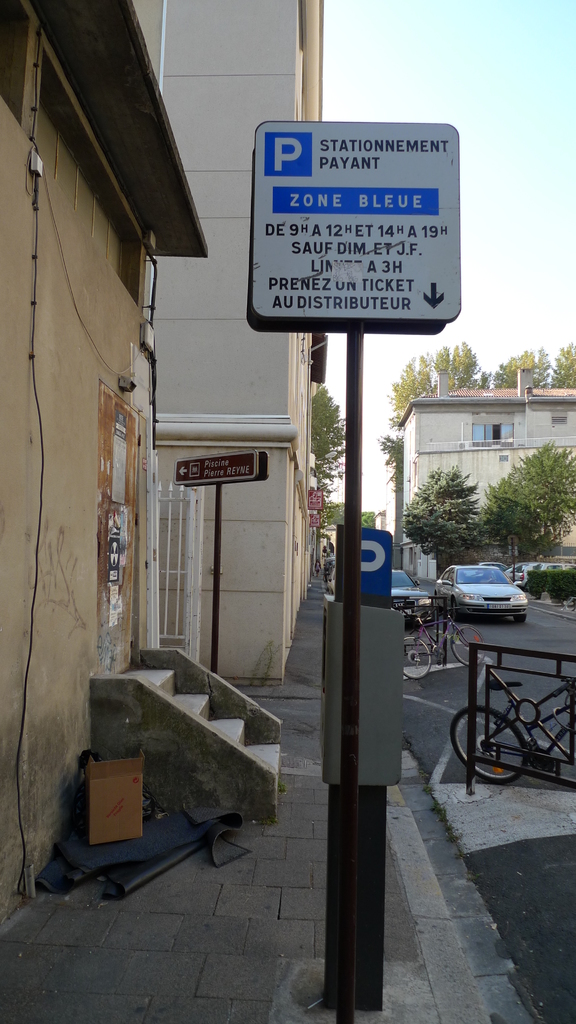 P STATIONNEMENT
PAYANT
ZONE BLEUE
DE 9H A 12H ET 14H A 19H
SAUF DIM. ET J.F.
LIMITE A 3H
PRENEZ UN TICKET
AU DISTRIBUTEUR
Piscine
Pierre REYNE
P